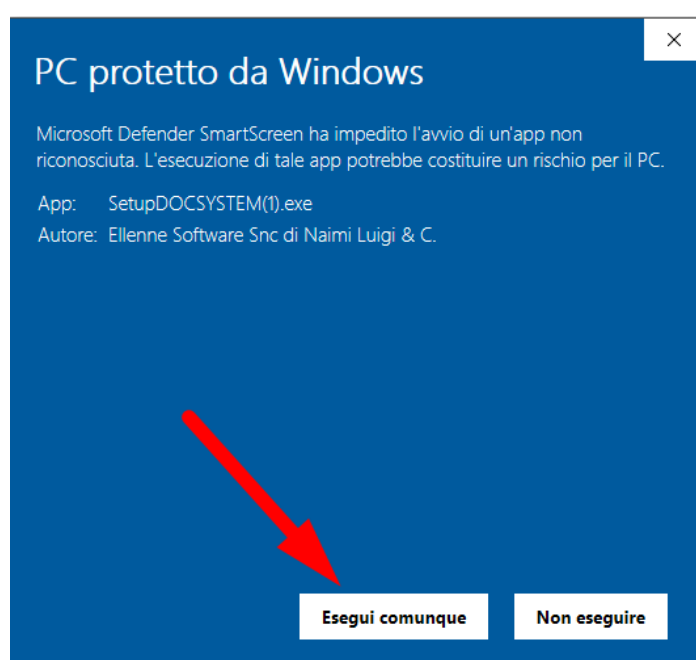 PC protetto da Windows
Microsoft Defender SmartScreen ha impedito l'avvio di un'app non
riconosciuta. L'esecuzione di tale app potrebbe costituire un rischio per il PC.
App: SetupDOCSYSTEM(1).exe
Autore: Ellenne Software Snc di Naimi Luigi & C.
Esegui comunque Non eseguire